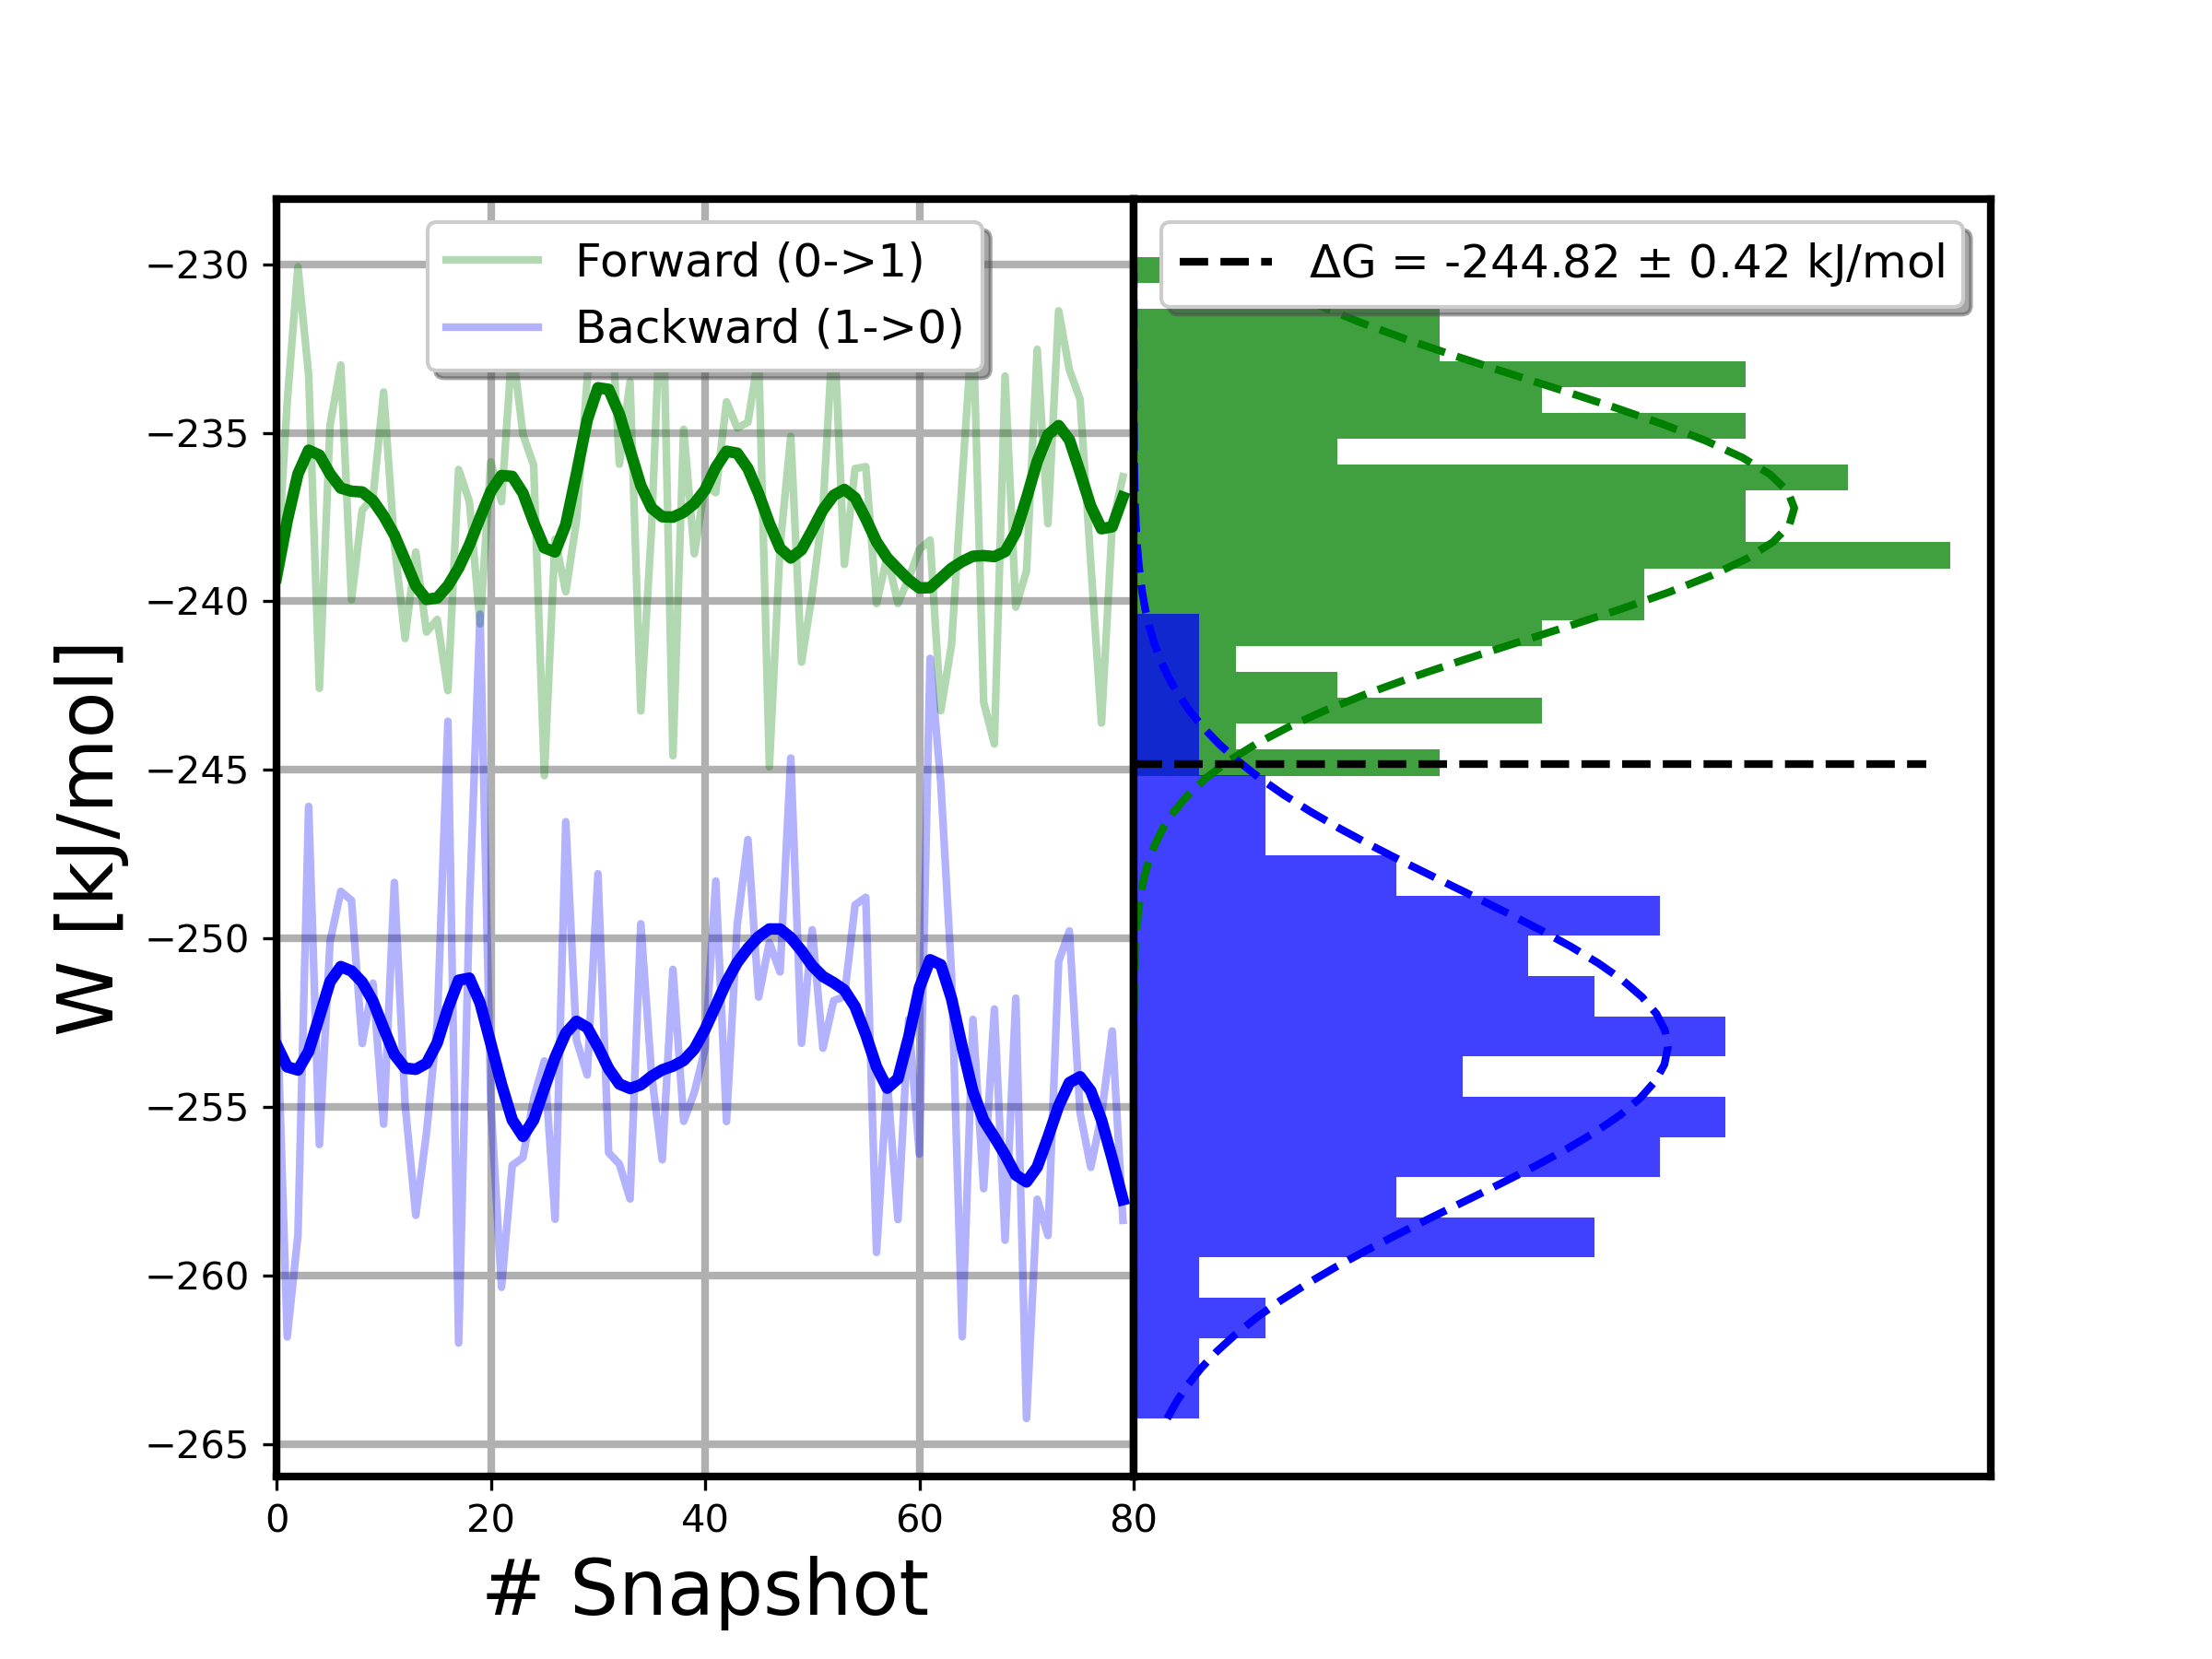 Forward (0->1)
Backward (1->0)
ΔG = -244.82 ± 0.42 kJ/mol
W [kJ/mol]
−230
−235
−240
−245
−250
−255
−260
−265
0 20 40 60 80
# Snapshot